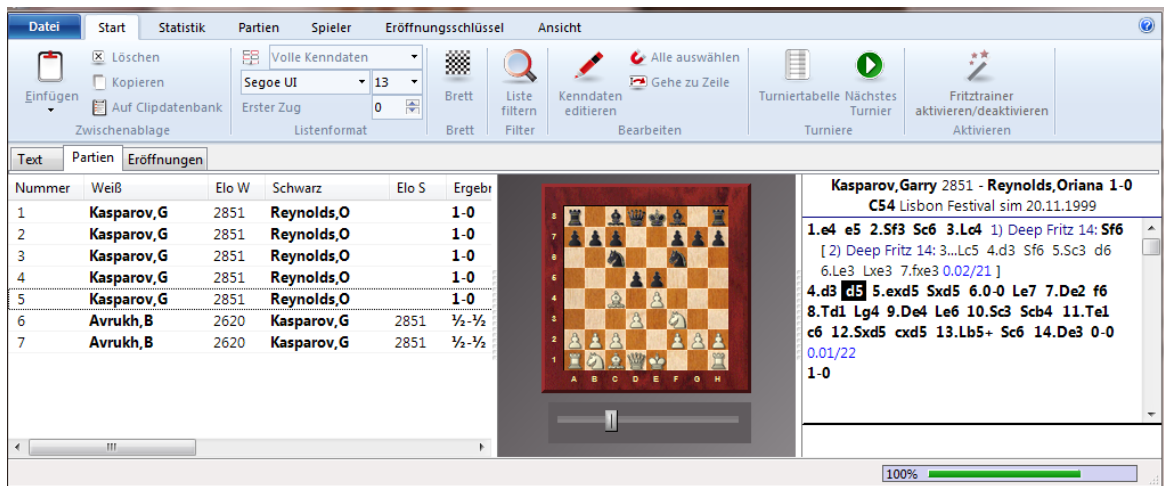 Datei Start Statistik Partien Spieler Eröffnungsschlüssel Ansicht
Einfügen
Löschen
Kopieren
Auf Clipdatenbank
Zwischenablage
Volle Kenndaten
Segoe UI 13
Erster Zug 0
Listenformat
Brett
Brett
Liste filtern
Filter
Kenndaten editieren
Alle auswählen
Gehe zu Zeile
Bearbeiten
Turniertabelle
Nächstes Turnier
Turniere
Fritztrainer aktivieren/deaktivieren
Aktivieren
Text Partien Eröffnungen
Nummer Weiß Elo W Schwarz Elo S Ergebr
1 Kasparov,G 2851 Reynolds,O 1-0
2 Kasparov,G 2851 Reynolds,O 1-0
3 Kasparov,G 2851 Reynolds,O 1-0
4 Kasparov,G 2851 Reynolds,O 1-0
5 Kasparov,G 2851 Reynolds,O 1-0
6 Avrukh,B 2620 Kasparov,G 2851 ½-½
7 Avrukh,B 2620 Kasparov,G 2851 ½-½
8
7
6
5
4
3
2
1
A B C D E F G H
Kasparov,Garry 2851 - Reynolds,Oriana 1-0
C54 Lisbon Festival sim 20.11.1999
1.e4 e5 2.Sf3 Sc6 3.Lc4 1) Deep Fritz 14: Sf6
[ 2) Deep Fritz 14: 3...Lc5 4.d3 Sf6 5.Sc3 d6
6.Le3 Lxe3 7.fxe3 0.02/21 ]
4.d3 d5 5.exd5 Sxd5 6.0-0 Le7 7.De2 f6
8.Td1 Lg4 9.De4 Le6 10.Sc3 Scb4 11.Te1
c6 12.Sxd5 cxd5 13.Lb5+ Sc6 14.De3 0-0
0.01/22
1-0
100%